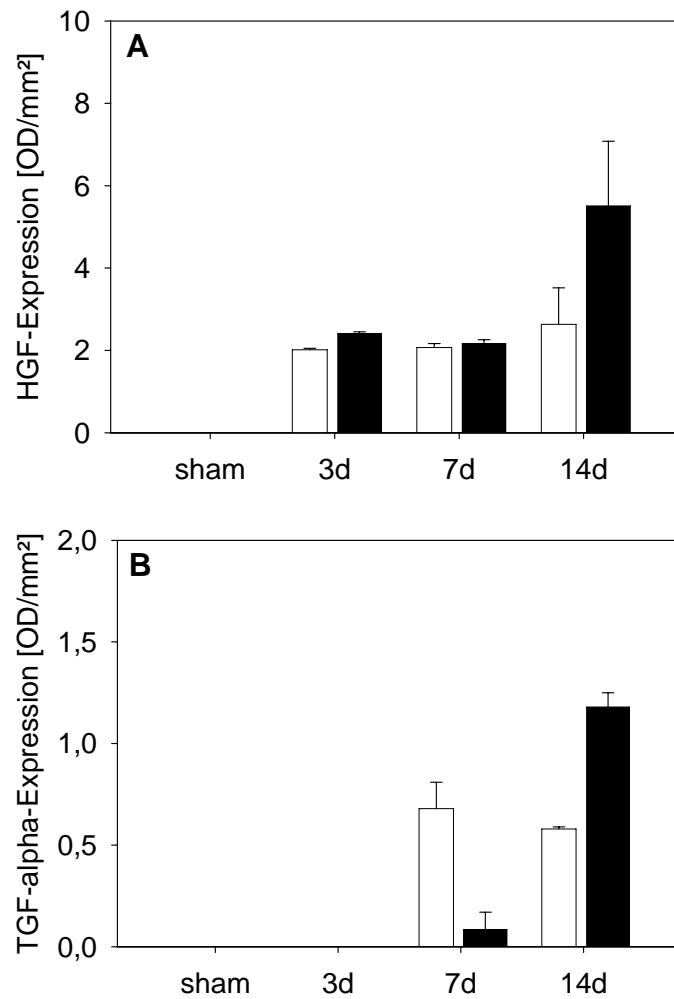 A
HGF-Expression [OD/mm²]
10
8
6
4
2
0
sham 3d 7d 14d
B
TGF-alpha-Expression [OD/mm²]
2,0
1,5
1,0
0,5
0,0
sham 3d 7d 14d